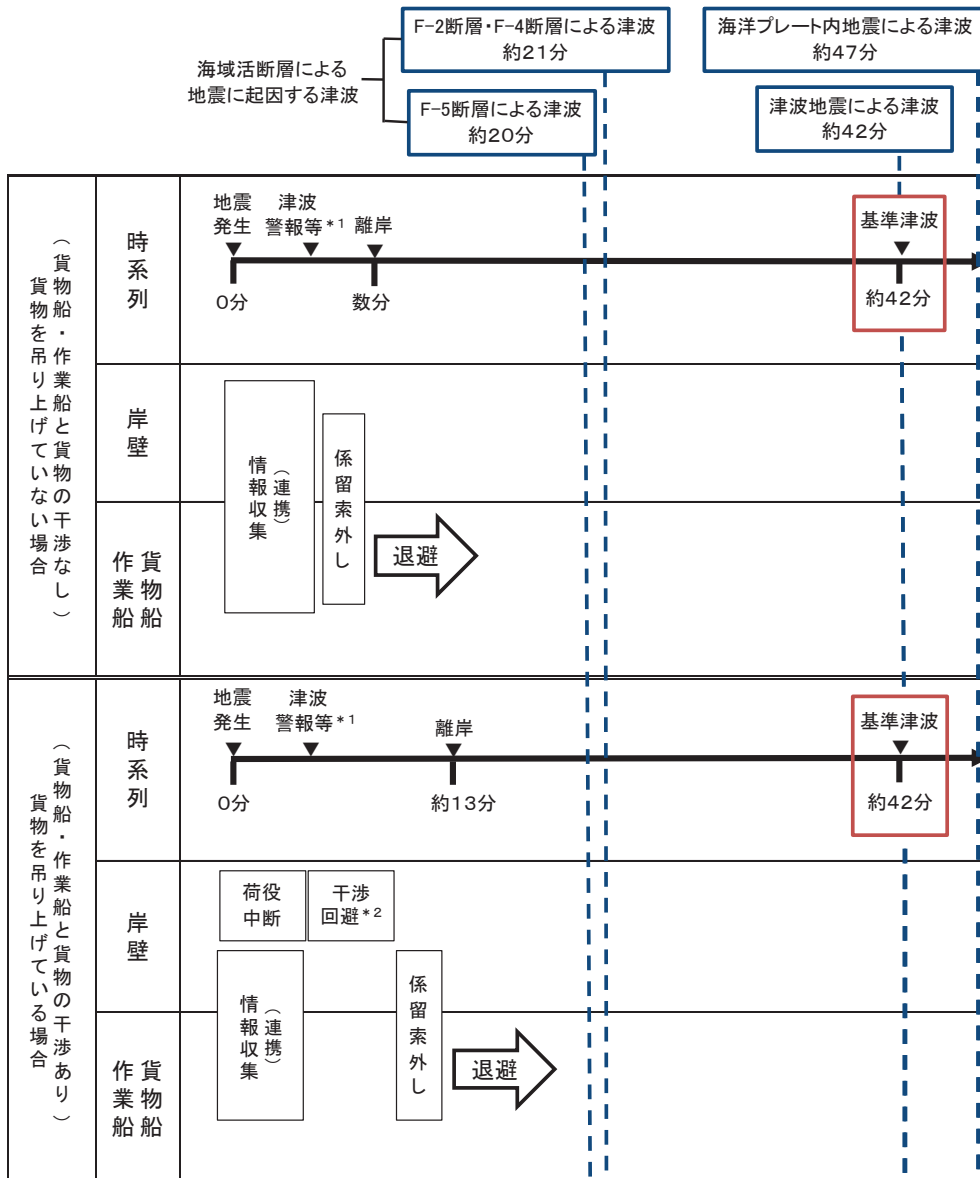 F-2断層・F-4断層による津波
約21分
海洋プレート内地震による津波
約47分
海域活断層による
地震に起因する津波
F-5断層による津波
約20分
津波地震による津波
約42分
貨物を吊り上げていない場合
（貨物船・作業船と貨物の干渉なし）
時系列
地震
発生
津波
警報等*1
離岸
基準津波
0分
数分
約42分
岸壁
情報収集
（連携）
係留索外し
貨物船
作業船
退避
貨物を吊り上げている場合
（貨物船・作業船と貨物の干渉あり）
時系列
地震
発生
津波
警報等*1
離岸
基準津波
0分
約13分
約42分
岸壁
荷役
中断
干渉
回避*2
情報収集
（連携）
係留索外し
貨物船
作業船
退避